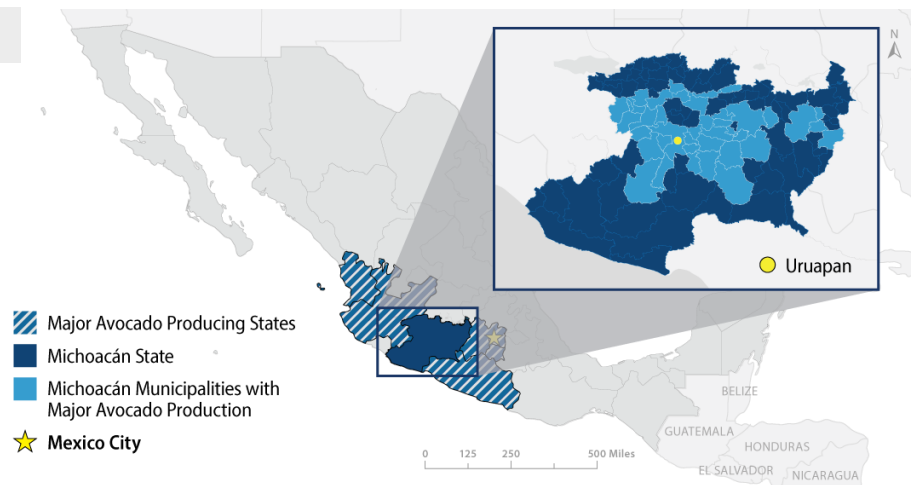 N
Uruapan
Major Avocado Producing States
Michoacán State
Michoacán Municipalities with
Major Avocado Production
Mexico City
0 125 250 500 Miles
BELIZE
GUATEMALA
HONDURAS
EL SALVADOR
NICARAGUA